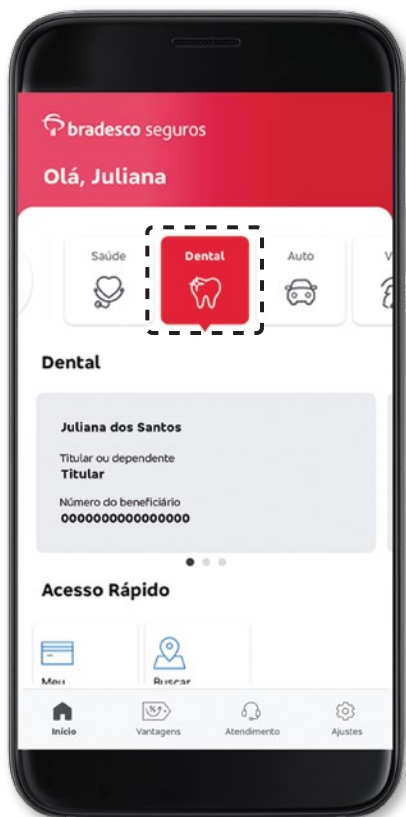 bradesco seguros
Olá, Juliana
Saúde
Dental
Auto
V
Dental
Juliana dos Santos
Titular ou dependente
Titular
Número do beneficiário
0000000000000000
Acesso Rápido
Meu
Buscar
Início
Vantagens
Atendimento
Ajustes